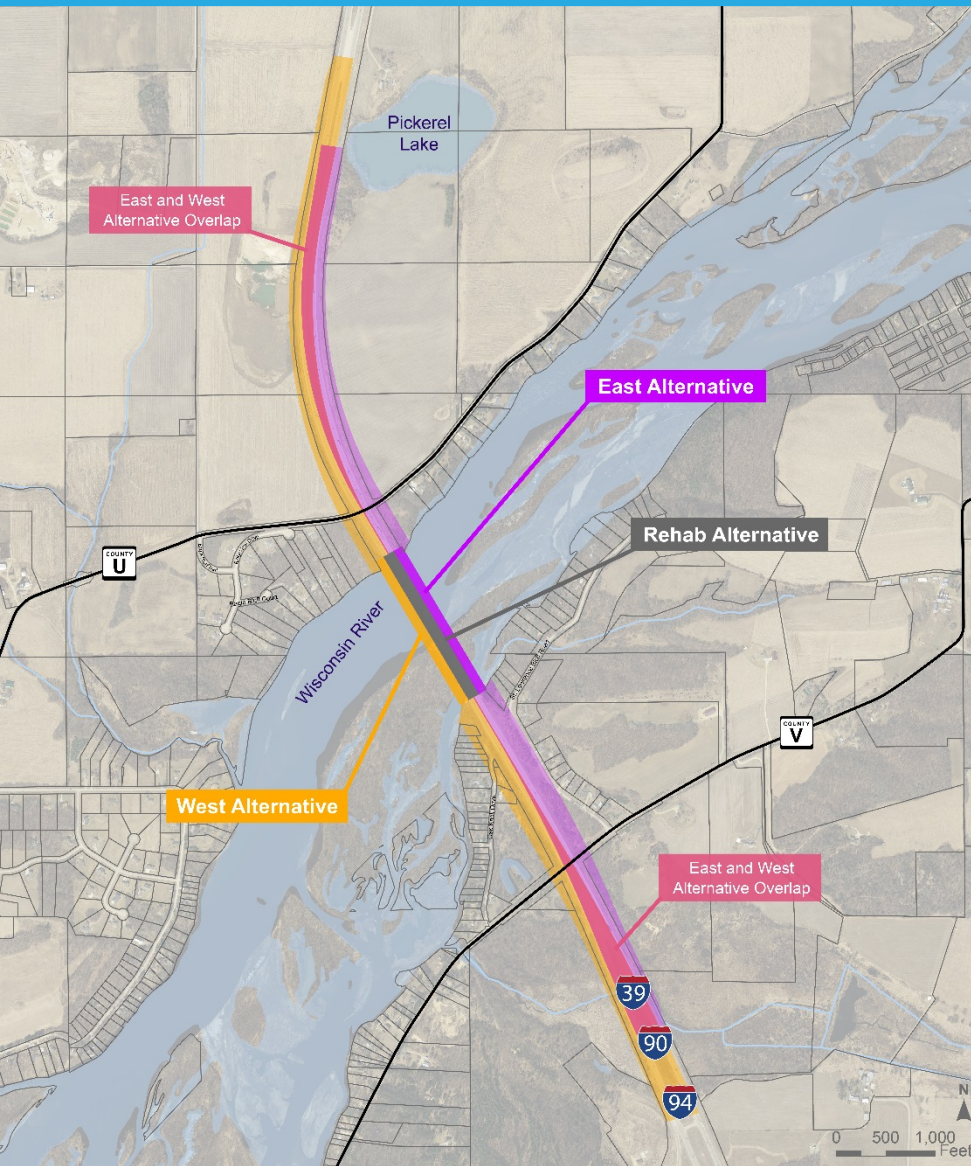 Pickerel
Lake
East and West
Alternative Overlap
East Alternative
Rehab Alternative
COUNTY
U
Wisconsin River
COUNTY
V
West Alternative
East and West
Alternative Overlap
39
90
94
N
0 500 1,000
Feet